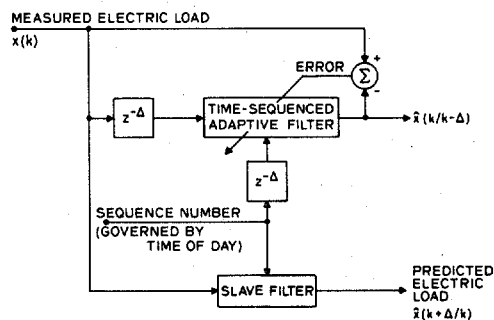 MEASURED ELECTRIC LOAD
x(k)
ERROR
+
Σ
-
z-Δ
TIME-SEQUENCED
ADAPTIVE FILTER
x̂(k/k-Δ)
z-Δ
SEQUENCE NUMBER
(GOVERNED BY
TIME OF DAY)
SLAVE FILTER
PREDICTED
ELECTRIC
LOAD
x̂(k+Δ/k)